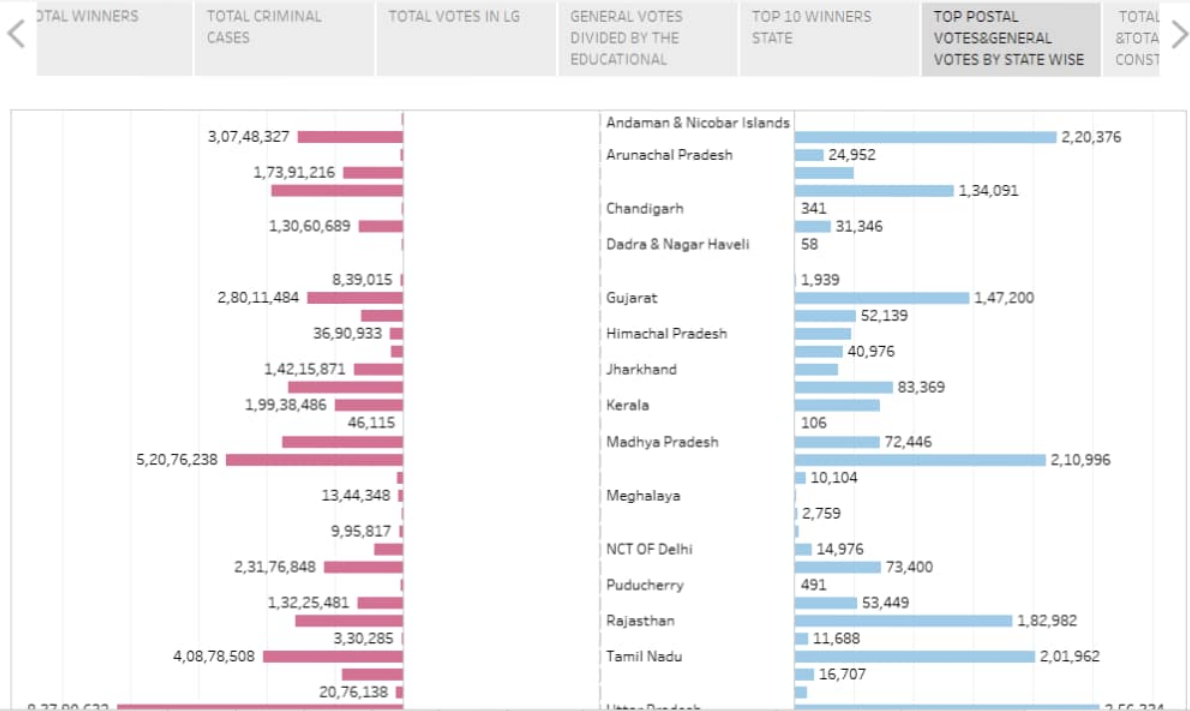 OTAL WINNERS
TOTAL CRIMINAL
CASES
TOTAL VOTES IN LG
GENERAL VOTES
DIVIDED BY THE
EDUCATIONAL
TOP 10 WINNERS
STATE
TOP POSTAL
VOTES&GENERAL
VOTES BY STATE WISE
TOTAL
&TOTA
CONST
Andaman & Nicobar Islands
3,07,48,327 2,20,376
Arunachal Pradesh 24,952
1,73,91,216
1,34,091
Chandigarh 341
1,30,60,689 31,346
Dadra & Nagar Haveli 58
8,39,015 1,939
2,80,11,484 Gujarat 1,47,200
52,139
36,90,933 Himachal Pradesh
40,976
1,42,15,871 Jharkhand
83,369
1,99,38,486 Kerala
46,115 106
Madhya Pradesh 72,446
5,20,76,238 2,10,996
10,104
13,44,348 Meghalaya
2,759
9,95,817
NCT OF Delhi 14,976
2,31,76,848 73,400
Puducherry 491
1,32,25,481 53,449
Rajasthan 1,82,982
3,30,285 11,688
4,08,78,508 Tamil Nadu 2,01,962
16,707
20,76,138
Uttar Pradesh